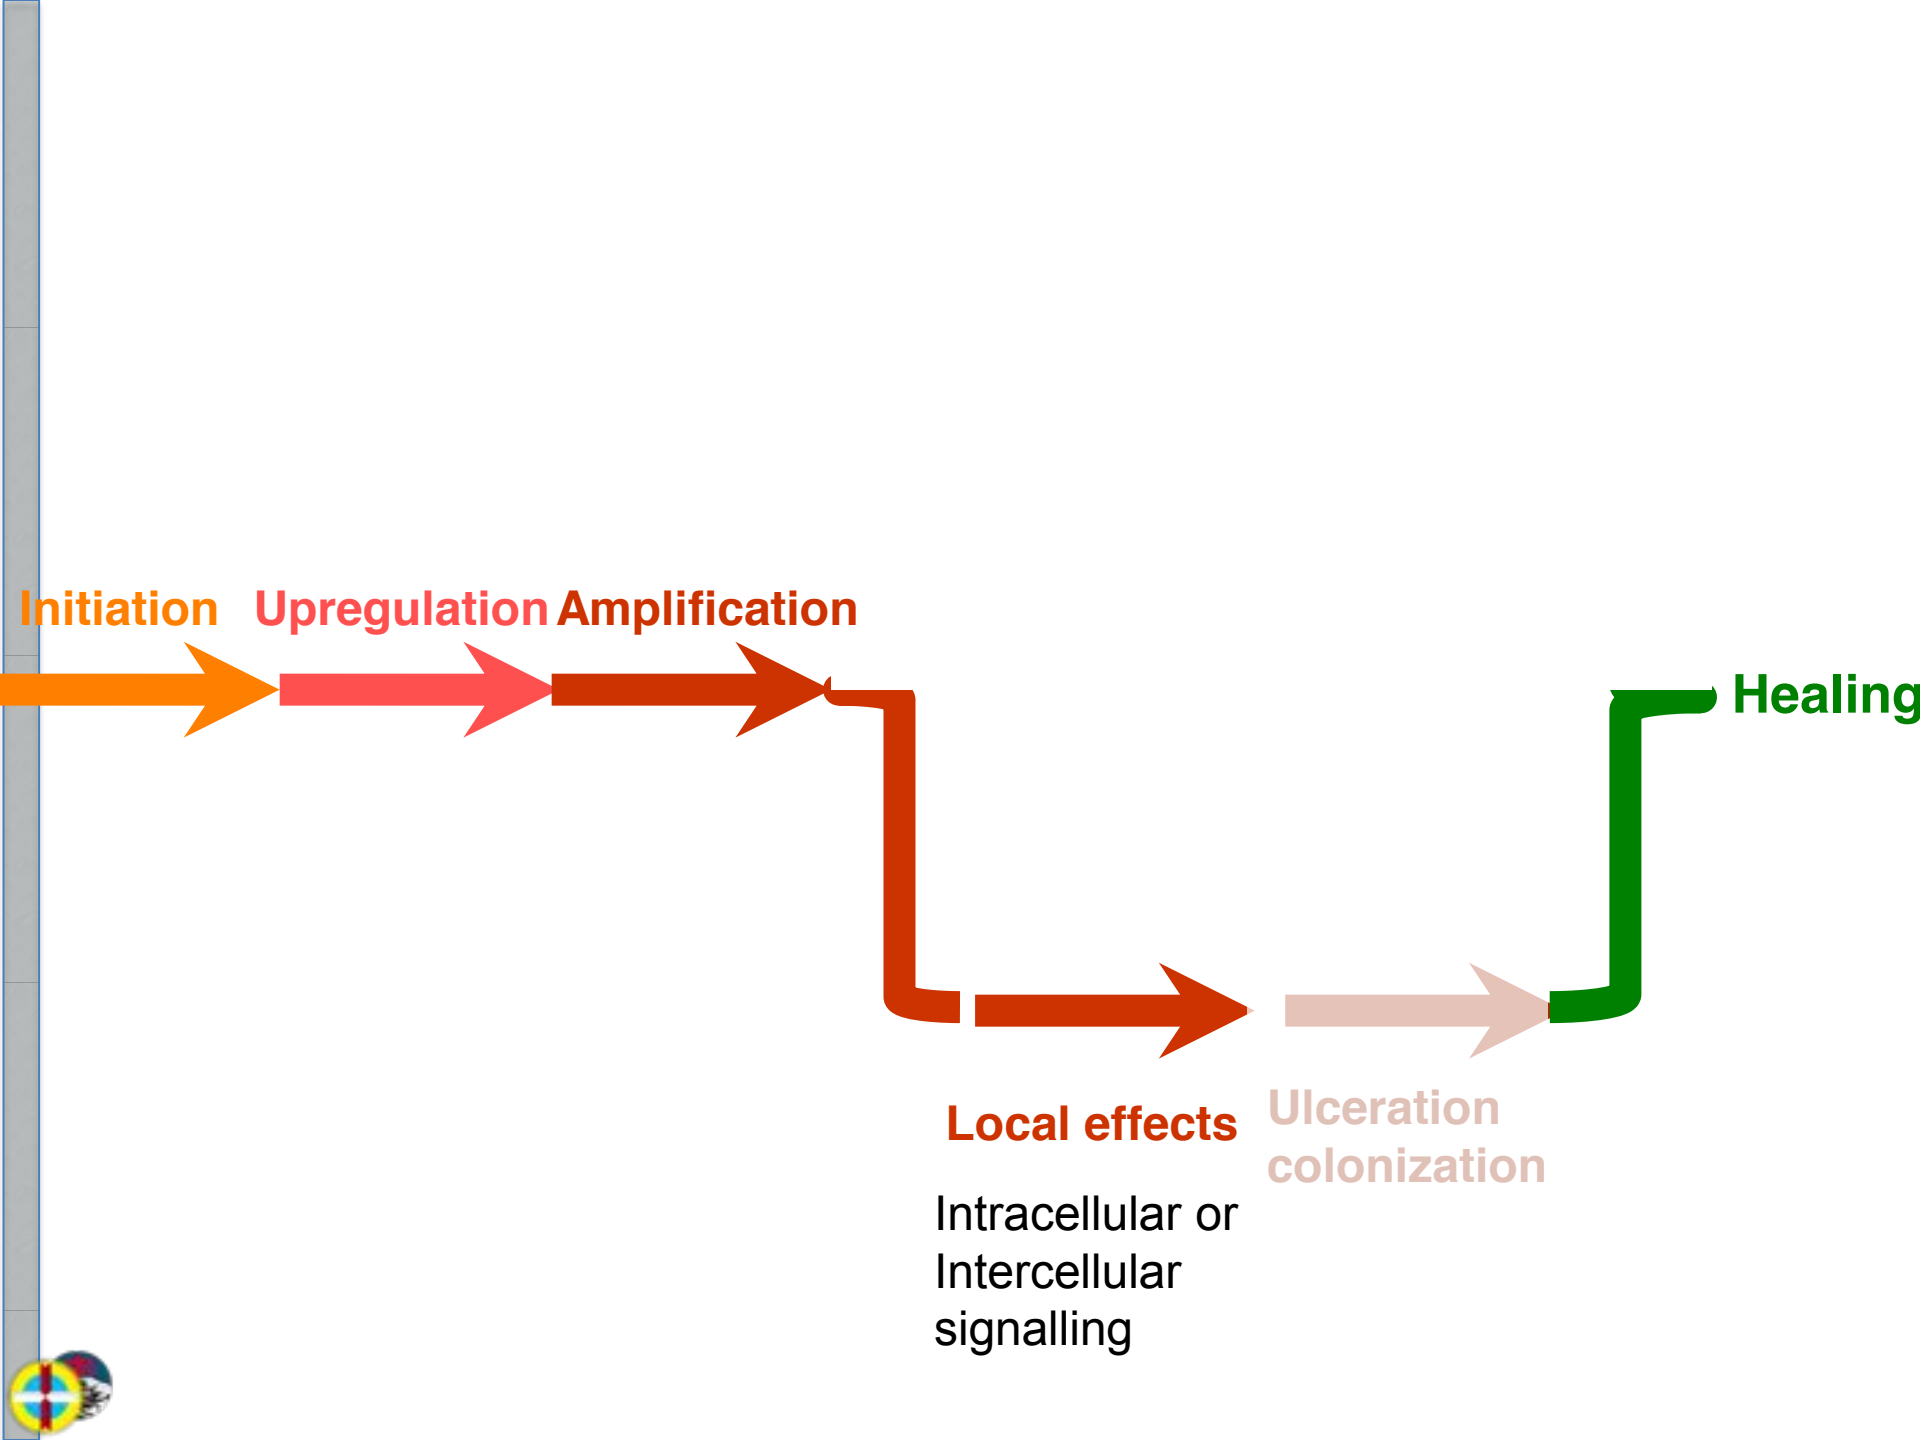 Initiation
Upregulation
Amplification
Healing
Local effects
Ulceration
colonization
Intracellular or
Intercellular
signalling